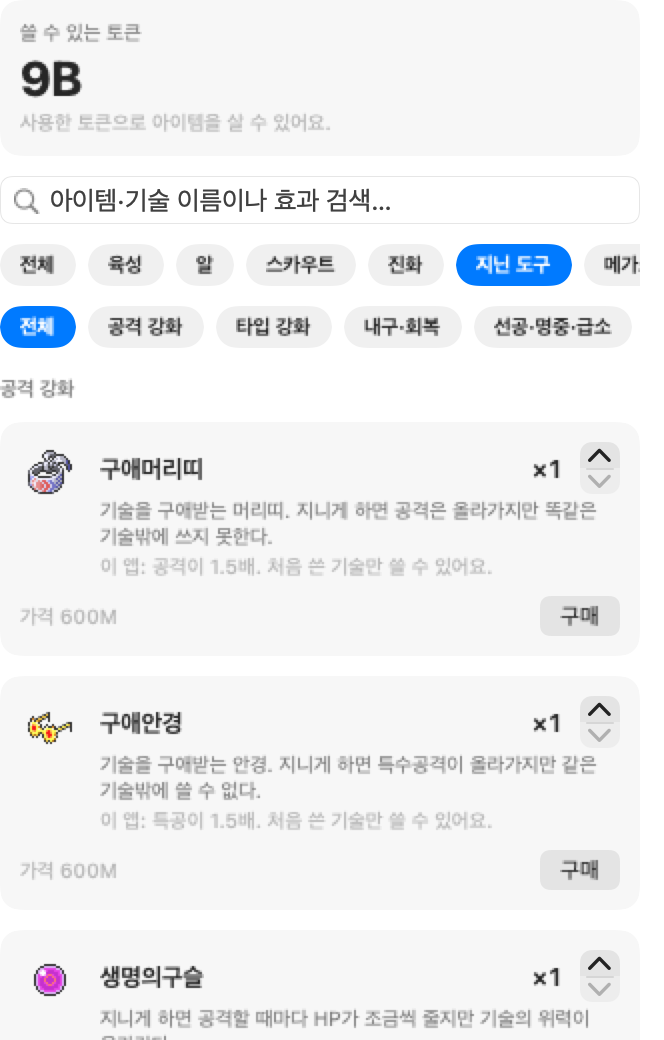 쓸 수 있는 토큰
9B
사용한 토큰으로 아이템을 살 수 있어요.
아이템·기술 이름이나 효과 검색...
전체 육성 알 스카우트 진화 지닌 도구 메가
전체 공격 강화 타입 강화 내구·회복 선공·명중·급소
공격 강화
구애머리띠 ×1
기술을 구애받는 머리띠. 지니게 하면 공격은 올라가지만 똑같은
기술밖에 쓰지 못한다.
이 앱: 공격이 1.5배. 처음 쓴 기술만 쓸 수 있어요.
가격 600M 구매
구애안경 ×1
기술을 구애받는 안경. 지니게 하면 특수공격이 올라가지만 같은
기술밖에 쓸 수 없다.
이 앱: 특공이 1.5배. 처음 쓴 기술만 쓸 수 있어요.
가격 600M 구매
생명의구슬 ×1
지니게 하면 공격할 때마다 HP가 조금씩 줄지만 기술의 위력이